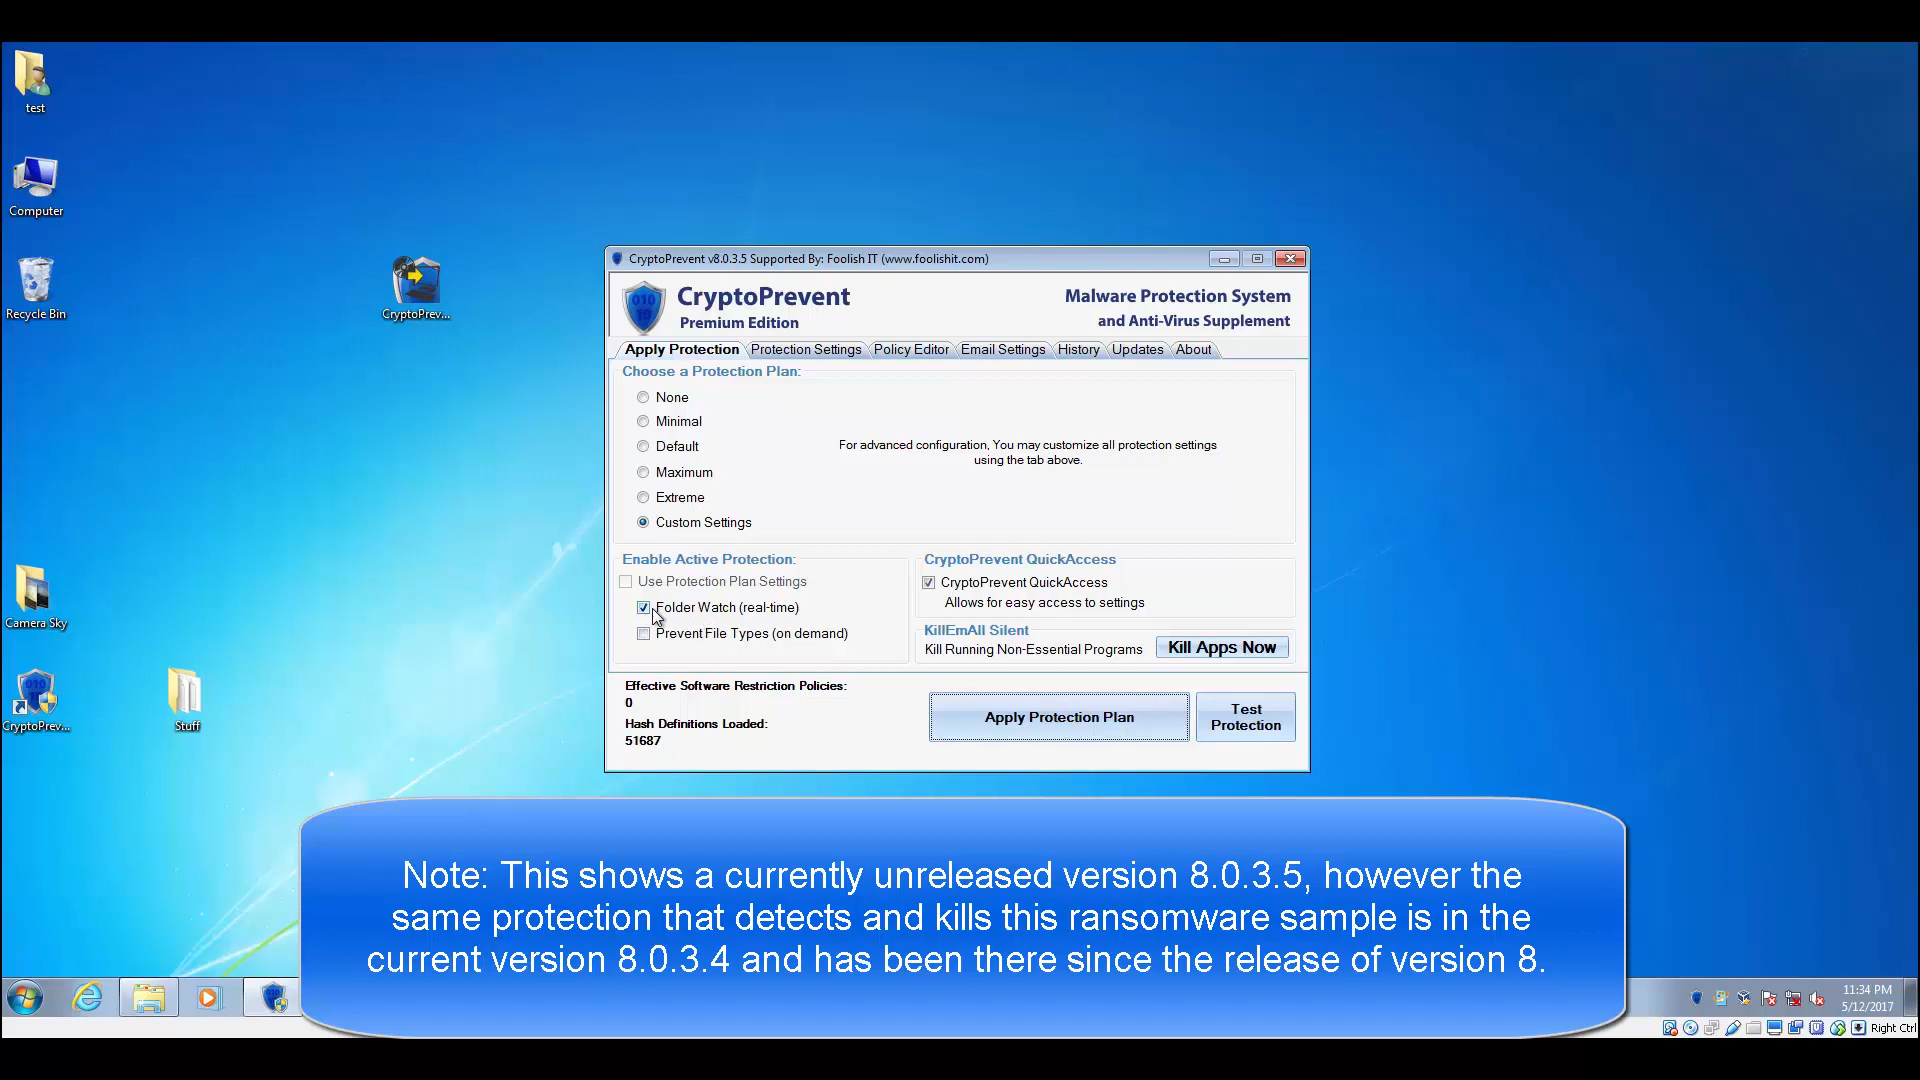 test
Computer
Recycle Bin
CryptoPrev...
Camera Sky
CryptoPrev...
Stuff
CryptoPrevent v8.0.3.5 Supported By: Foolish IT (www.foolishit.com)
CryptoPrevent
Premium Edition
Malware Protection System
and Anti-Virus Supplement
Apply Protection
Protection Settings
Policy Editor
Email Settings
History
Updates
About
Choose a Protection Plan:
None
Minimal
Default
Maximum
Extreme
Custom Settings
For advanced configuration, You may customize all protection settings
using the tab above.
Enable Active Protection:
Use Protection Plan Settings
Folder Watch (real-time)
Prevent File Types (on demand)
CryptoPrevent QuickAccess
CryptoPrevent QuickAccess
Allows for easy access to settings
KillEmAll Silent
Kill Running Non-Essential Programs
Kill Apps Now
Effective Software Restriction Policies:
0
Hash Definitions Loaded:
51687
Apply Protection Plan
Test
Protection
Note: This shows a currently unreleased version 8.0.3.5, however the
same protection that detects and kills this ransomware sample is in the
current version 8.0.3.4 and has been there since the release of version 8.
11:34 PM
5/12/2017
Right Ctrl